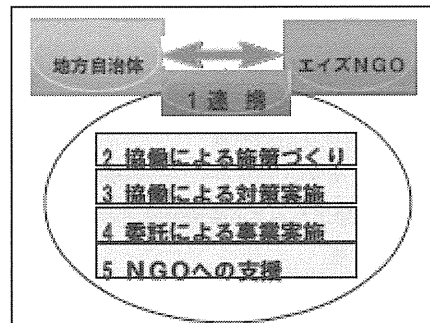 地方自治体
エイズNGO
1 連 携
2 協働による施策づくり
3 協働による対策実施
4 委託による事業実施
5 NGOへの支援